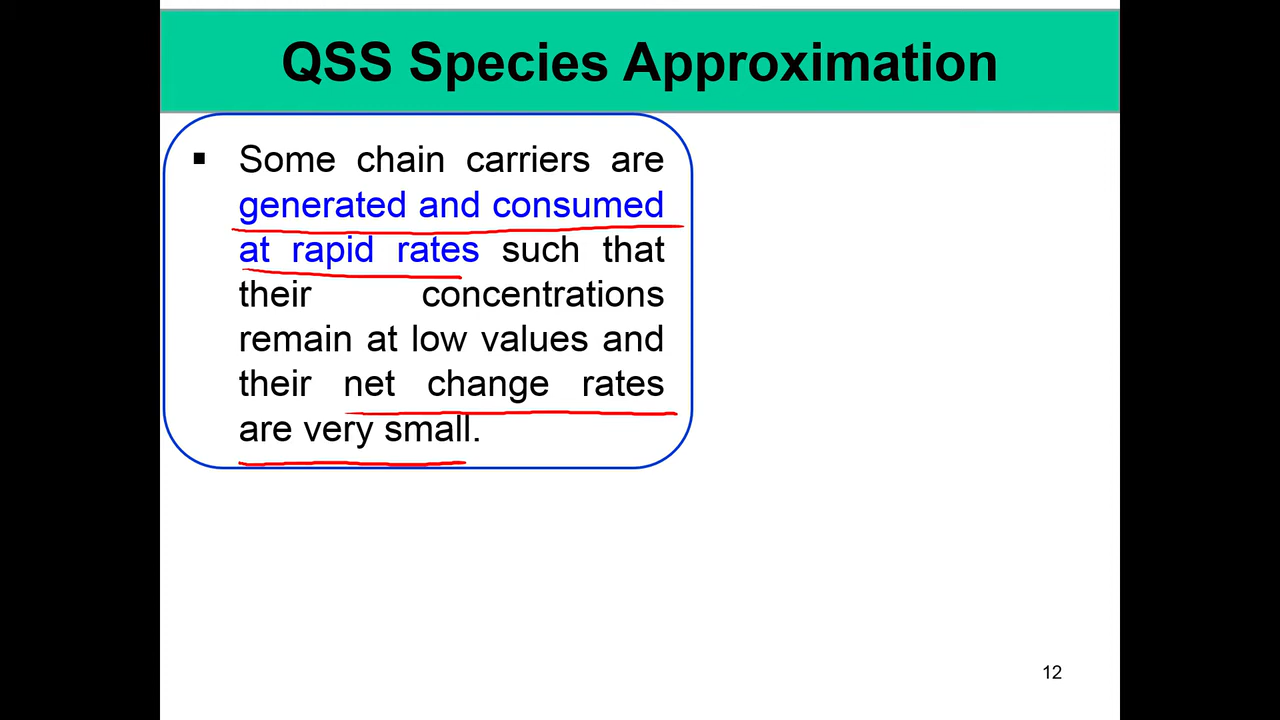 QSS Species Approximation
▪ Some chain carriers are
generated and consumed
at rapid rates such that
their concentrations
remain at low values and
their net change rates
are very small.
12